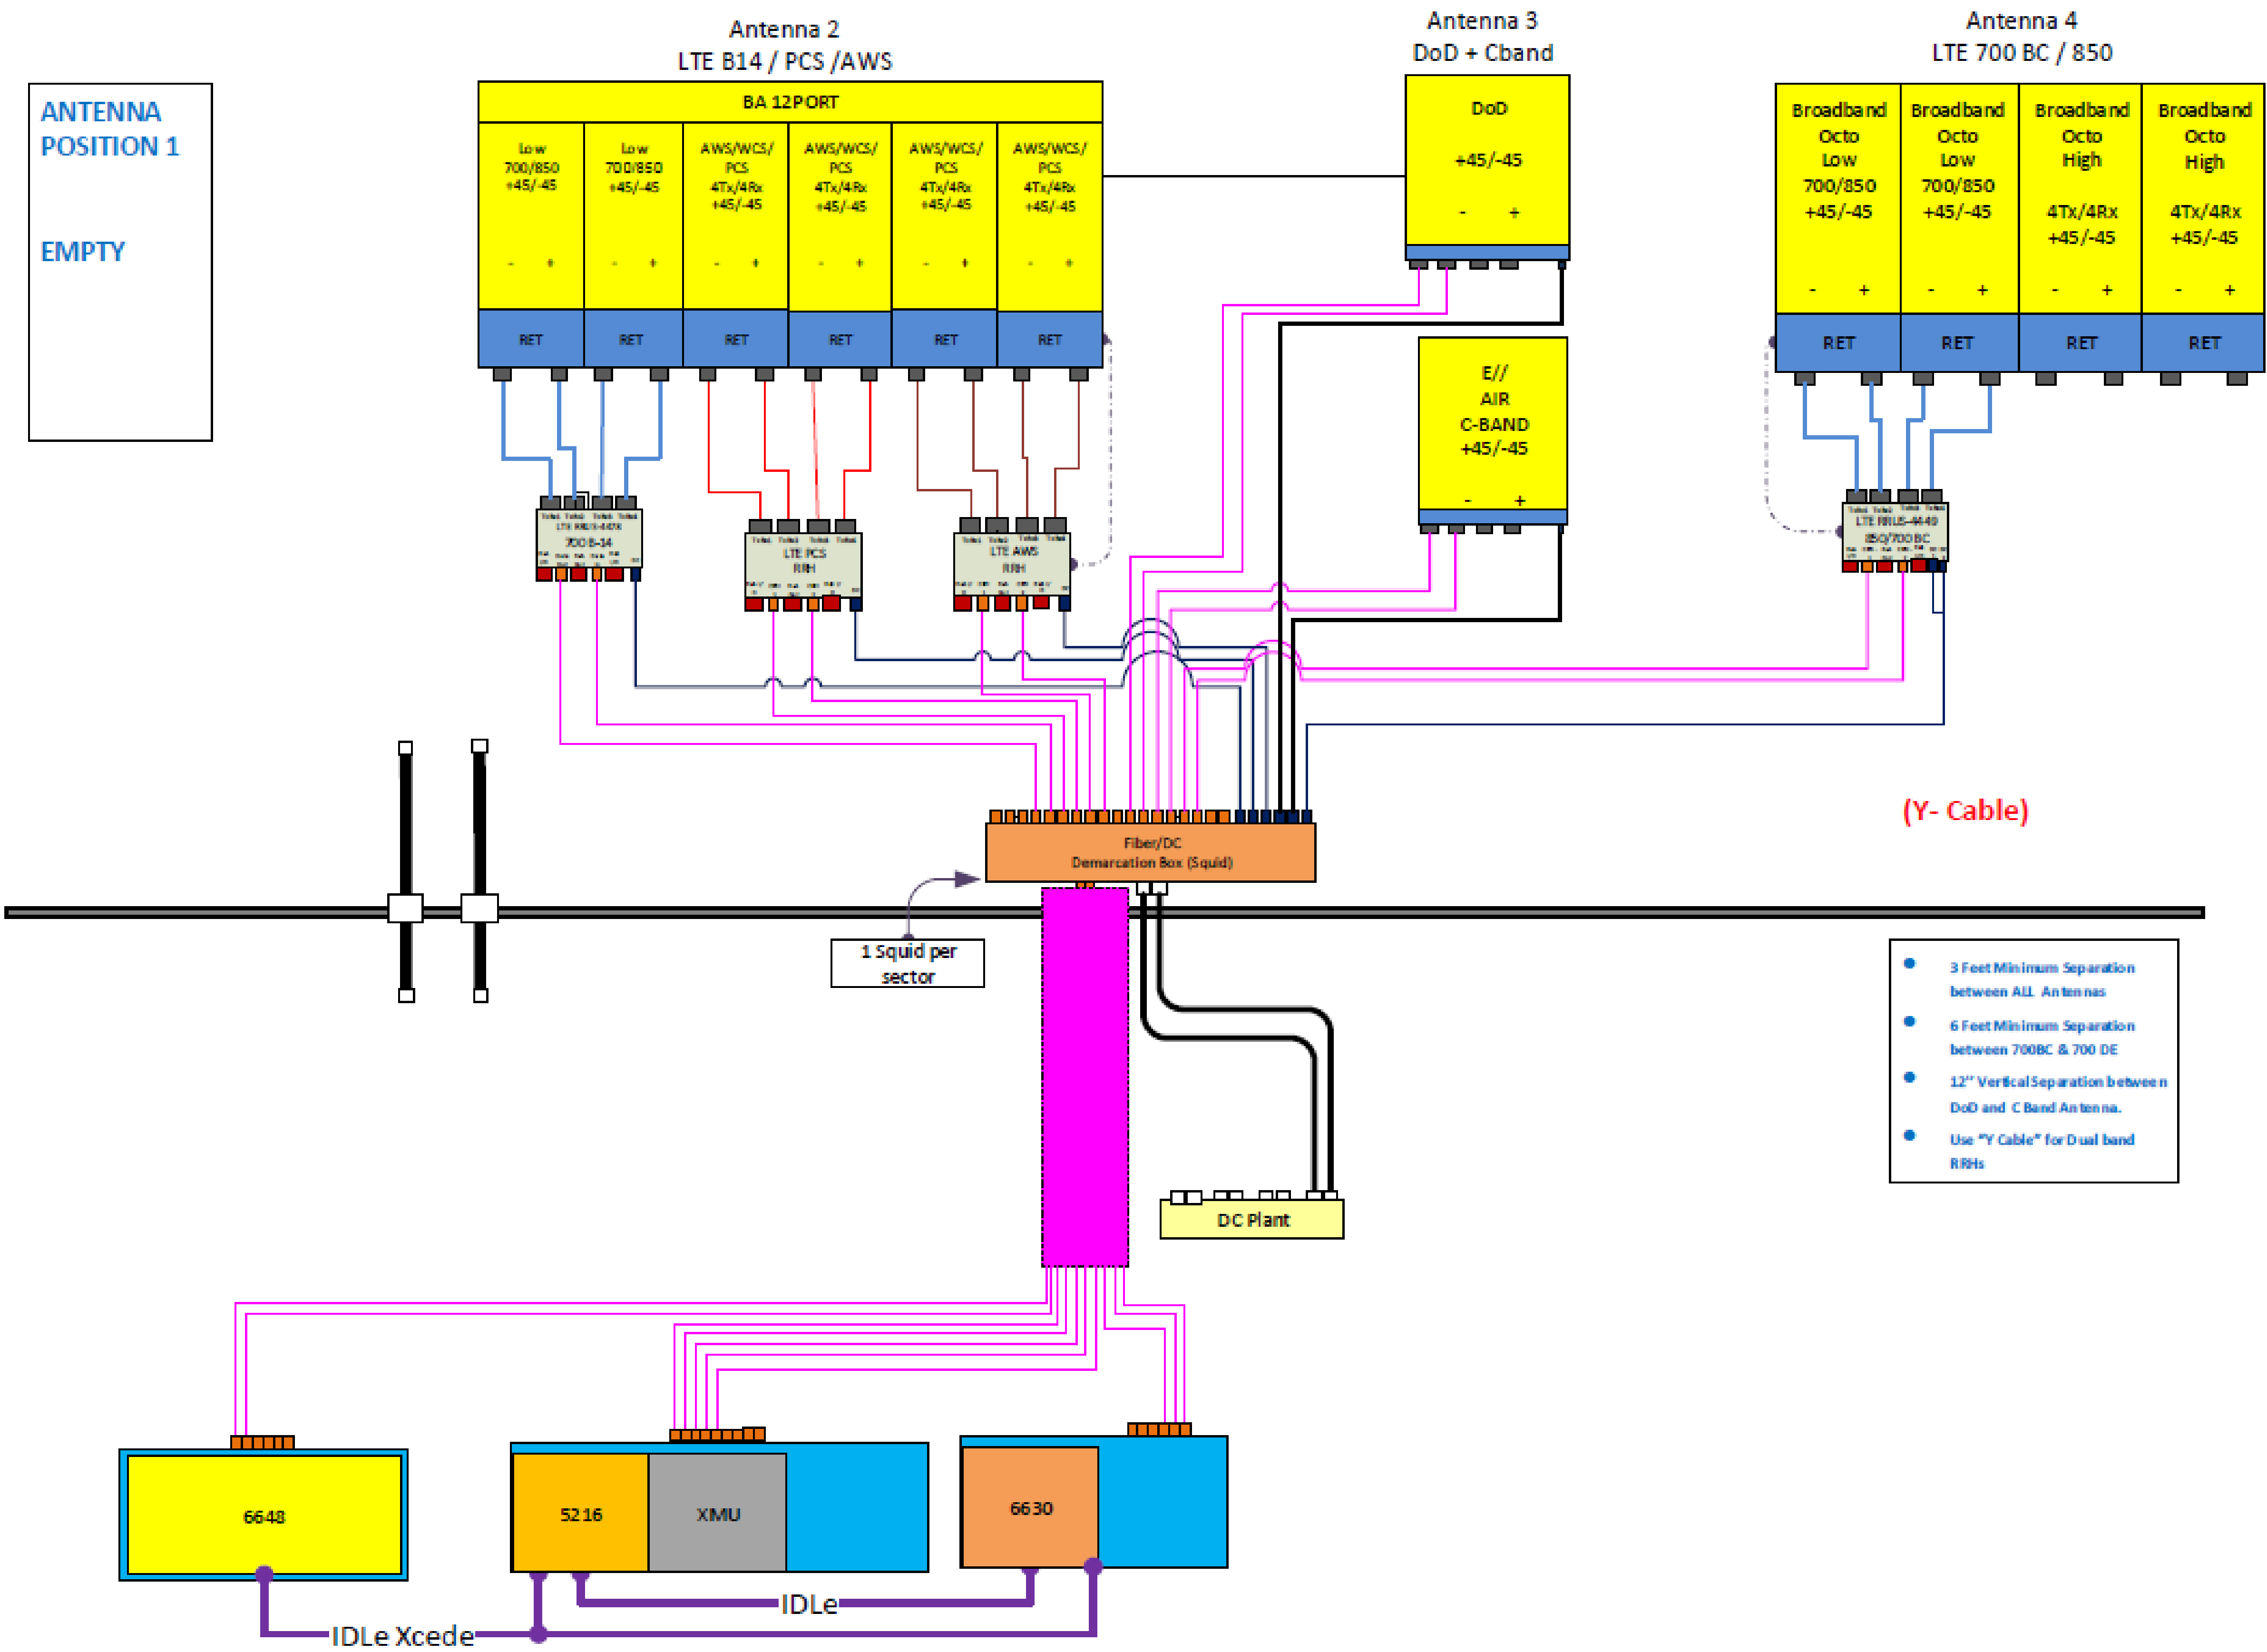 Antenna 2
LTE B14 / PCS /AWS
Antenna 3
DoD + Cband
Antenna 4
LTE 700 BC / 850
ANTENNA
POSITION 1
EMPTY
BA 12PORT
Low
700/850
+45/-45
- +
RET
Low
700/850
+45/-45
- +
RET
AWS/WCS/
PCS
4Tx/4Rx
+45/-45
- +
RET
AWS/WCS/
PCS
4Tx/4Rx
+45/-45
- +
RET
AWS/WCS/
PCS
4Tx/4Rx
+45/-45
- +
RET
AWS/WCS/
PCS
4Tx/4Rx
+45/-45
- +
RET
DoD
+45/-45
- +
E//
AIR
C-BAND
+45/-45
- +
Broadband
Octo
Low
700/850
+45/-45
- +
RET
Broadband
Octo
Low
700/850
+45/-45
- +
RET
Broadband
Octo
High
4Tx/4Rx
+45/-45
- +
RET
Broadband
Octo
High
4Tx/4Rx
+45/-45
- +
RET
LTE RRUS-4478
700 B-14
LTE PCS
RRH
LTE AWS
RRH
LTE RRUS-4449
850/700 BC
(Y- Cable)
Fiber/DC
Demarcation Box (Squid)
1 Squid per
sector
• 3 Feet Minimum Separation
between ALL Antennas
• 6 Feet Minimum Separation
between 700BC & 700 DE
• 12" Vertical Separation between
DoD and C Band Antenna.
• Use "Y Cable" for Dual band
RRHs
DC Plant
6648
5216
XMU
6630
IDLe
IDLe Xcede